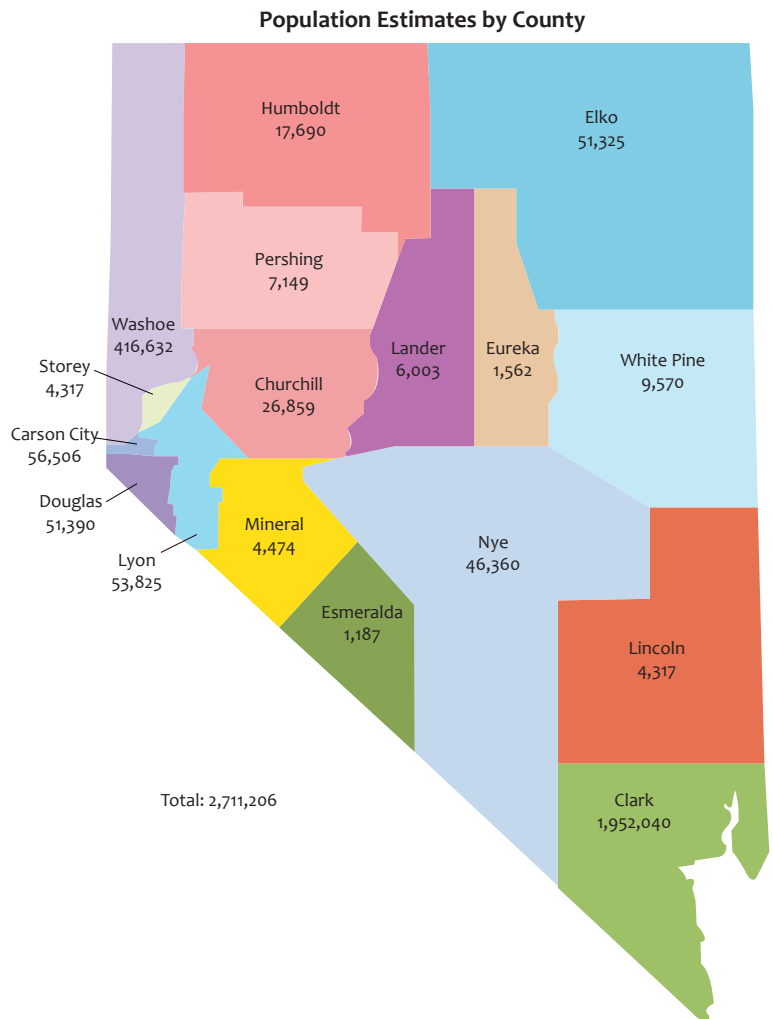 Population Estimates by County
Humboldt
17,690
Elko
51,325
Pershing
7,149
Washoe
416,632
Lander
6,003
Eureka
1,562
White Pine
9,570
Storey
4,317
Churchill
26,859
Carson City
56,506
Douglas
51,390
Lyon
53,825
Mineral
4,474
Nye
46,360
Esmeralda
1,187
Lincoln
4,317
Total: 2,711,206
Clark
1,952,040